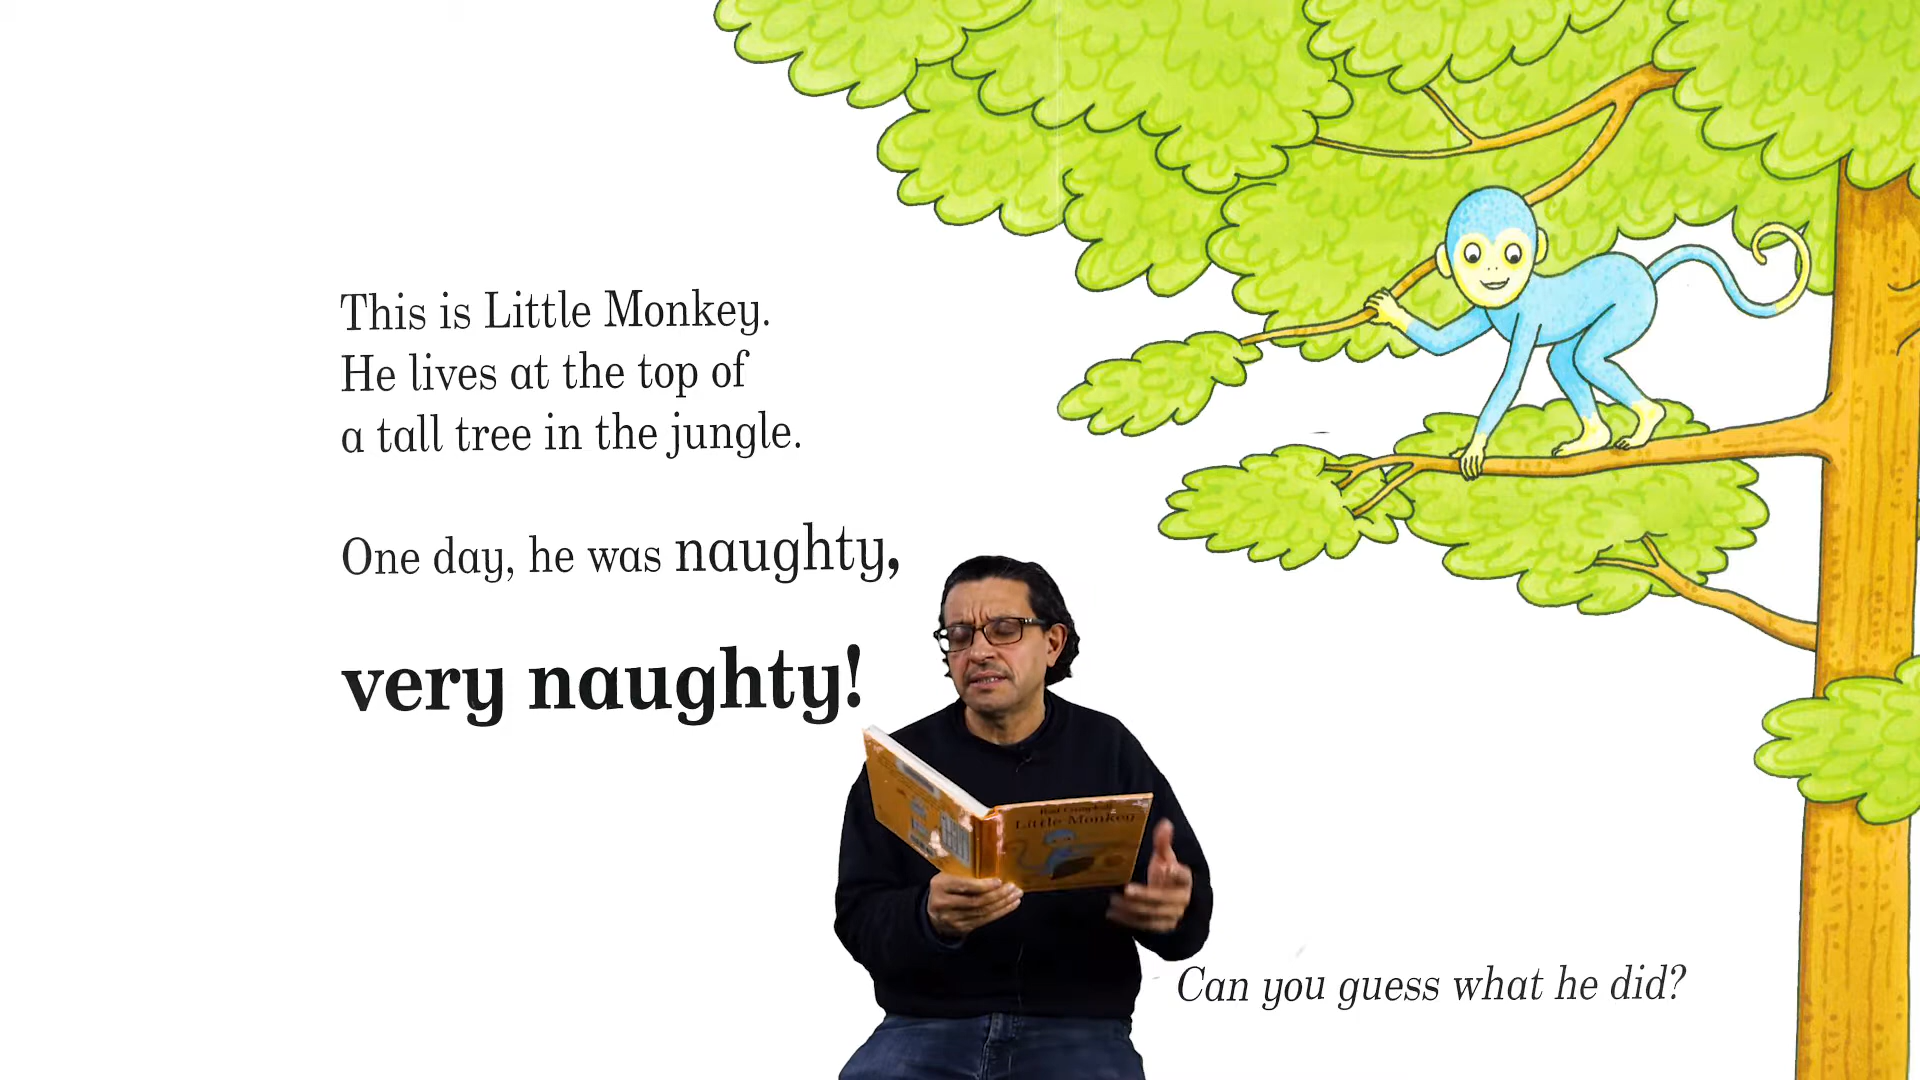 This is Little Monkey.
He lives at the top of
a tall tree in the jungle.
One day, he was naughty,
very naughty!
Little Monkey
Can you guess what he did?